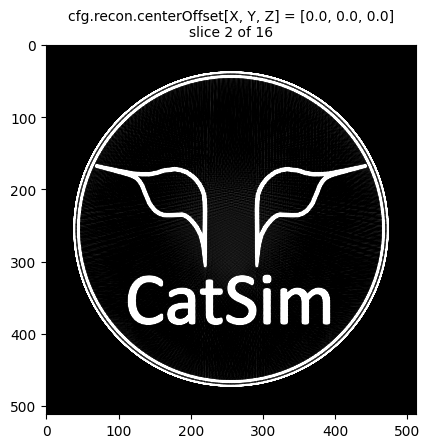 cfg.recon.centerOffset[X, Y, Z] = [0.0, 0.0, 0.0]
slice 2 of 16
0
100
200
300
400
500
CatSim
0 100 200 300 400 500